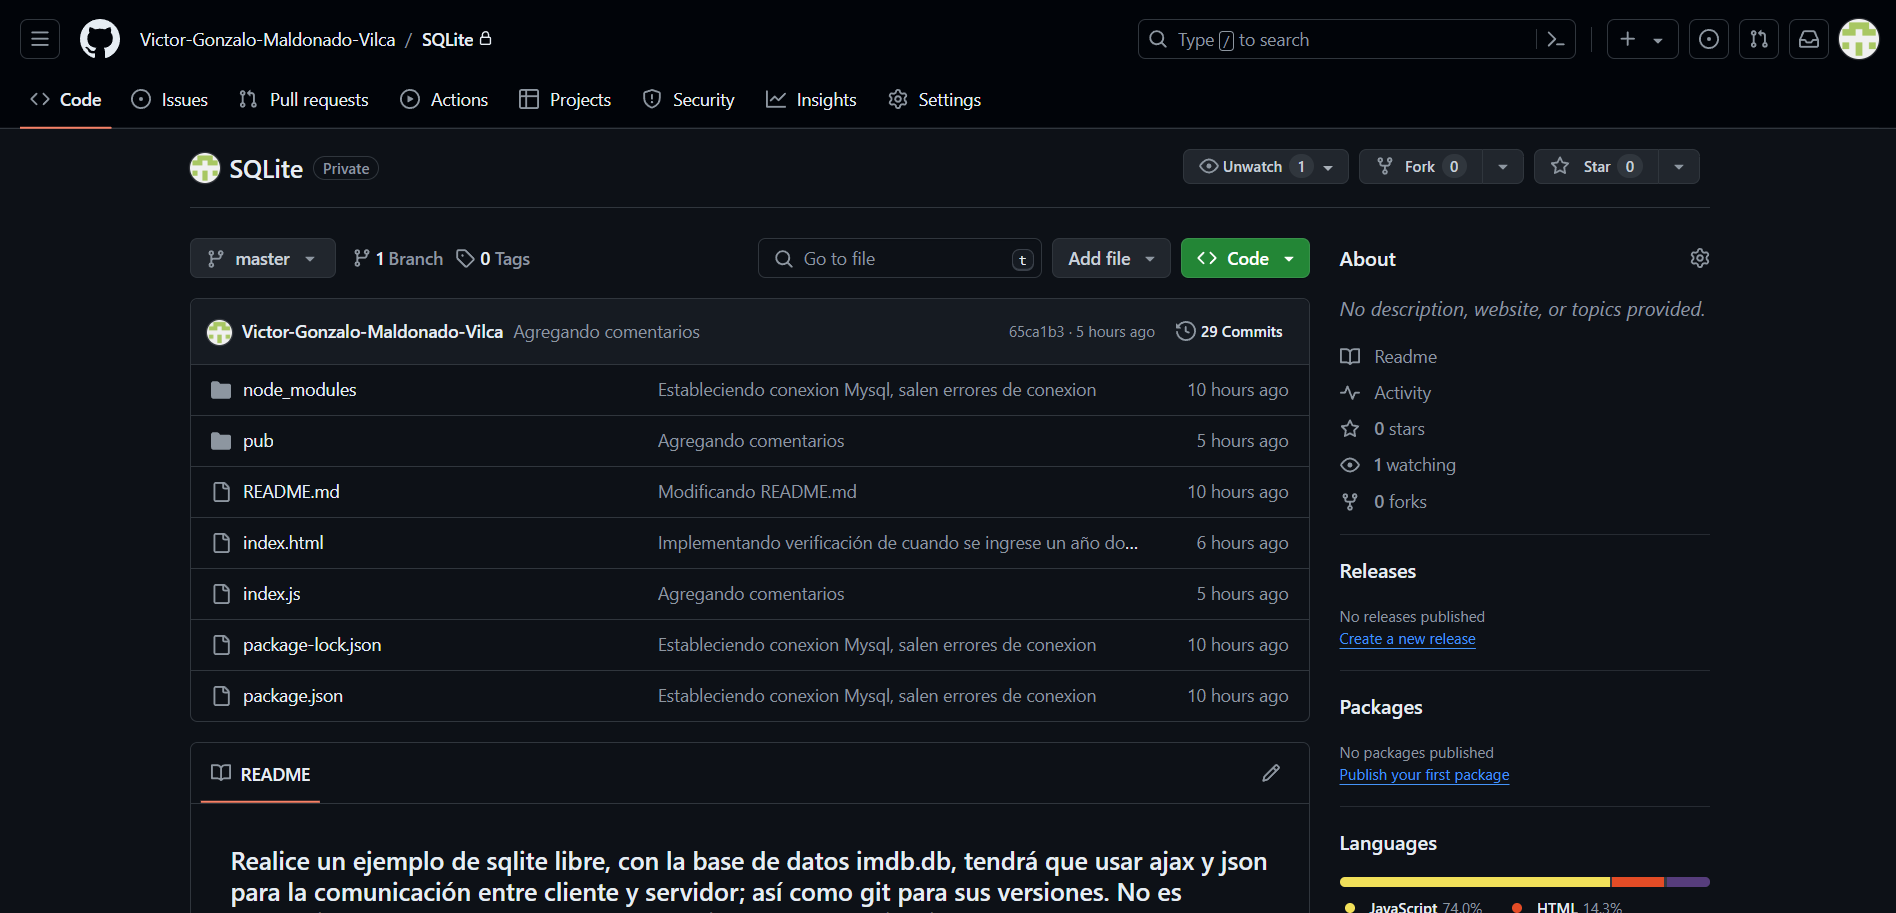 Victor-Gonzalo-Maldonado-Vilca / SQLite
Type / to search
Code
Issues
Pull requests
Actions
Projects
Security
Insights
Settings
SQLite Private
Unwatch 1
Fork 0
Star 0
master
1 Branch
0 Tags
Go to file t
Add file
Code
Victor-Gonzalo-Maldonado-Vilca Agregando comentarios 65ca1b3 · 5 hours ago 29 Commits
node_modules Estableciendo conexion Mysql, salen errores de conexion 10 hours ago
pub Agregando comentarios 5 hours ago
README.md Modificando README.md 10 hours ago
index.html Implementando verificación de cuando se ingrese un año do... 6 hours ago
index.js Agregando comentarios 5 hours ago
package-lock.json Estableciendo conexion Mysql, salen errores de conexion 10 hours ago
package.json Estableciendo conexion Mysql, salen errores de conexion 10 hours ago
README
Realice un ejemplo de sqlite libre, con la base de datos imdb.db, tendrá que usar ajax y json
para la comunicación entre cliente y servidor; así como git para sus versiones. No es
About
No description, website, or topics provided.
Readme
Activity
0 stars
1 watching
0 forks
Releases
No releases published
Create a new release
Packages
No packages published
Publish your first package
Languages
JavaScript 74.0% HTML 14.3%